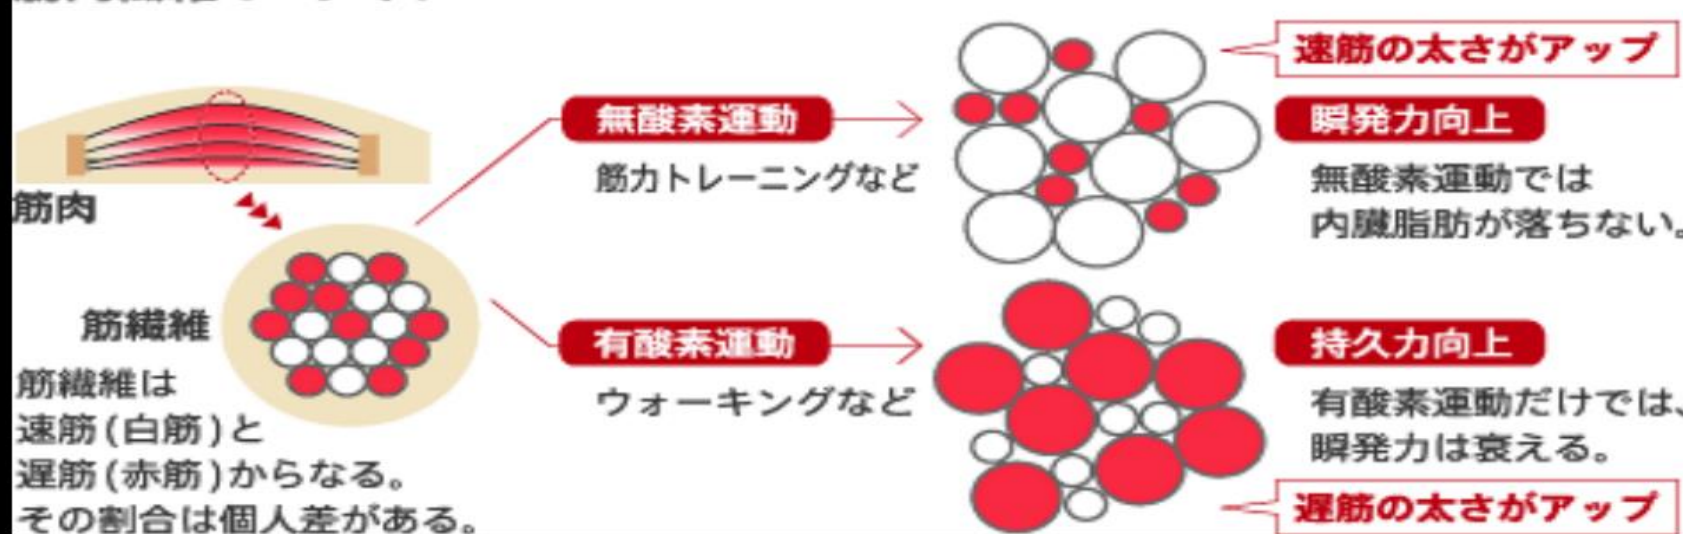 速筋の太さがアップ
無酸素運動
瞬発力向上
筋力トレーニングなど
無酸素運動では
内臓脂肪が落ちない。
筋肉
筋繊維
筋繊維は
速筋(白筋)と
遅筋(赤筋)からなる。
その割合は個人差がある。
有酸素運動
持久力向上
ウォーキングなど
有酸素運動だけでは、
瞬発力は衰える。
遅筋の太さがアップ